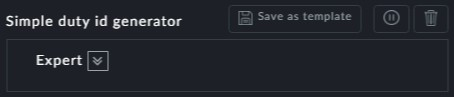 Simple duty id generator
Save as template
Expert